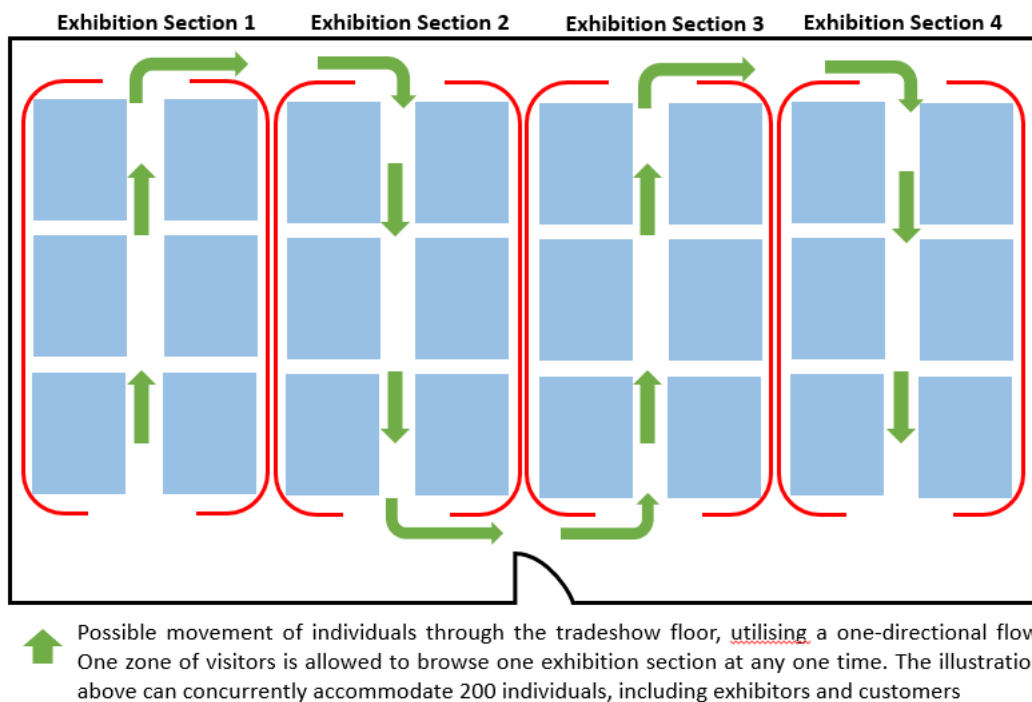 Exhibition Section 1 Exhibition Section 2 Exhibition Section 3 Exhibition Section 4
Possible movement of individuals through the tradeshow floor, utilising a one-directional flow
One zone of visitors is allowed to browse one exhibition section at any one time. The illustration
above can concurrently accommodate 200 individuals, including exhibitors and customers